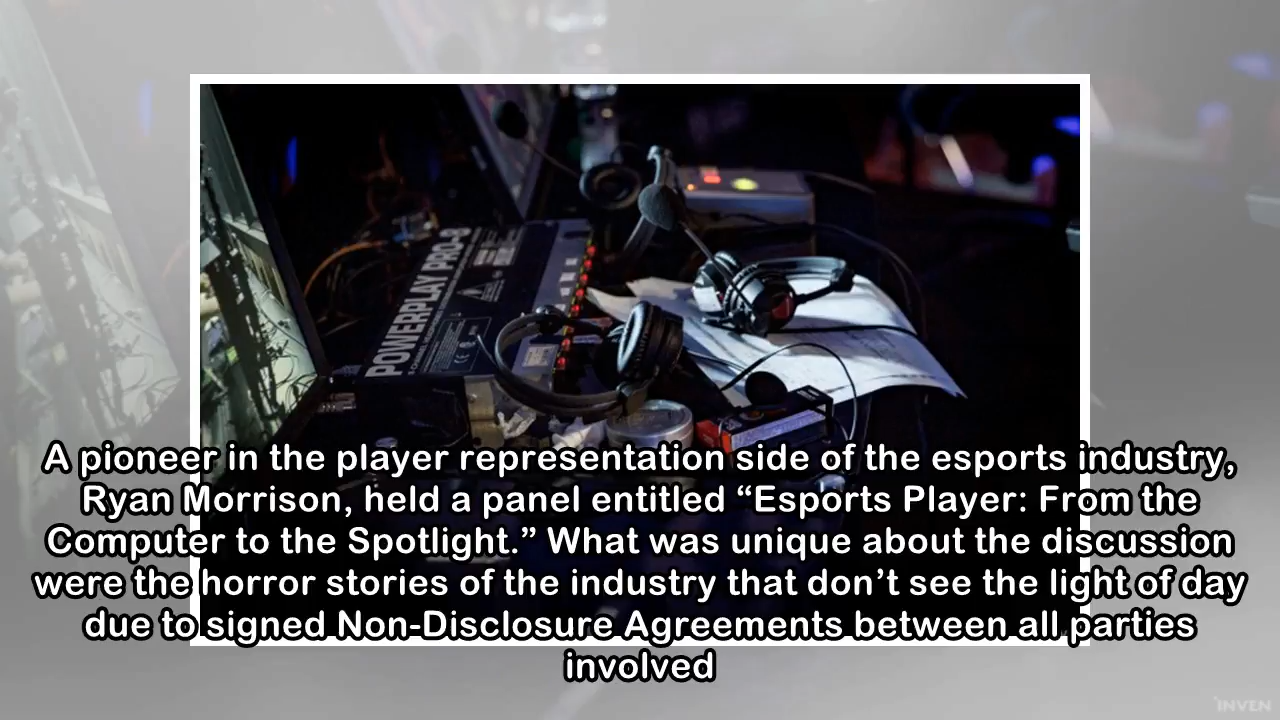 POWERPLAY PRO-8
A pioneer in the player representation side of the esports industry,
Ryan Morrison, held a panel entitled “Esports Player: From the
Computer to the Spotlight.” What was unique about the discussion
were the horror stories of the industry that don’t see the light of day
due to signed Non-Disclosure Agreements between all parties
involved
INVEN